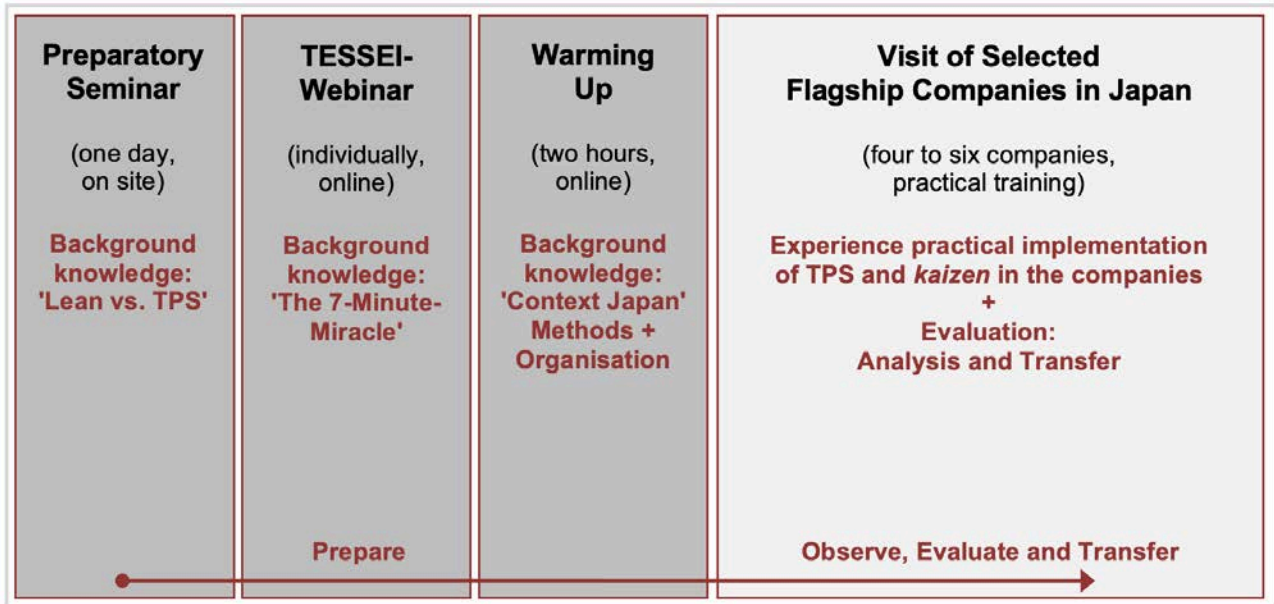 Preparatory
Seminar
(one day,
on site)
Background
knowledge:
'Lean vs. TPS'
TESSEI-
Webinar
(individually,
online)
Background
knowledge:
'The 7-Minute-
Miracle'
Warming
Up
(two hours,
online)
Background
knowledge:
'Context Japan'
Methods +
Organisation
Visit of Selected
Flagship Companies in Japan
(four to six companies,
practical training)
Experience practical implementation
of TPS and kaizen in the companies
+
Evaluation:
Analysis and Transfer
Prepare
Observe, Evaluate and Transfer